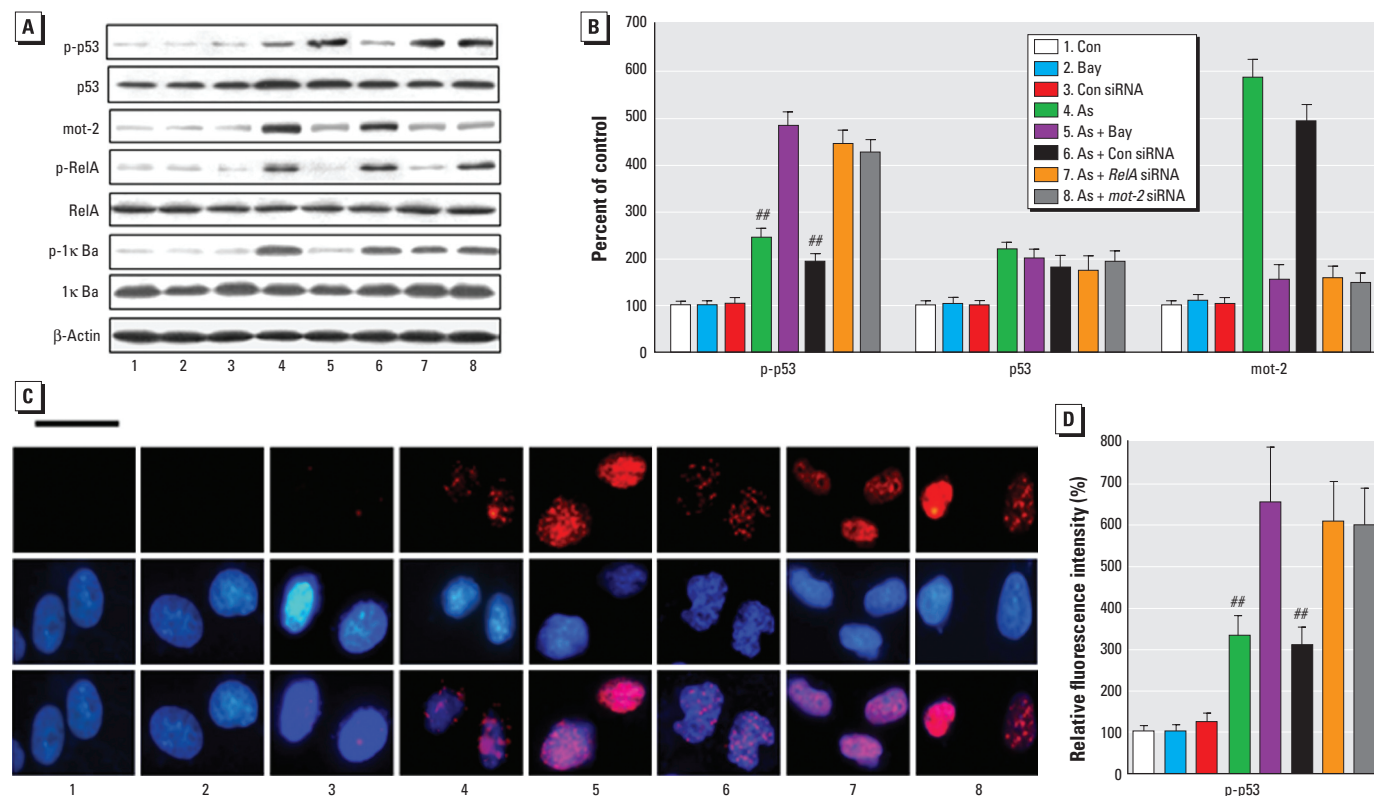 A
p-p53
p53
mot-2
p-RelA
RelA
p-1κ Ba
1κ Ba
β-Actin
1 2 3 4 5 6 7 8
B
Percent of control
700
600
500
400
300
200
100
0
## ##
p-p53 p53 mot-2
1. Con
2. Bay
3. Con siRNA
4. As
5. As + Bay
6. As + Con siRNA
7. As + RelA siRNA
8. As + mot-2 siRNA
C
1 2 3 4 5 6 7 8
D
Relative fluorescence intensity (%)
800
700
600
500
400
300
200
100
0
## ##
p-p53